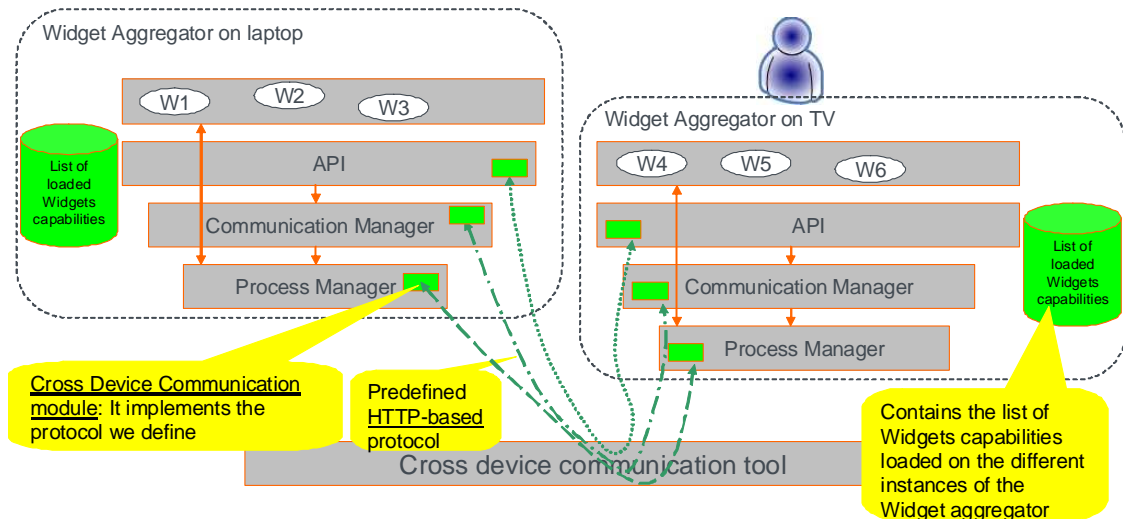 Widget Aggregator on laptop
W1
W2
W3
List of
loaded
Widgets
capabilities
API
Communication Manager
Process Manager
Widget Aggregator on TV
W4
W5
W6
API
Communication Manager
Process Manager
List of
loaded
Widgets
capabilities
Cross Device Communication
module: It implements the
protocol we define
Predefined
HTTP-based
protocol
Contains the list of
Widgets capabilities
loaded on the different
instances of the
Widget aggregator
Cross device communication tool